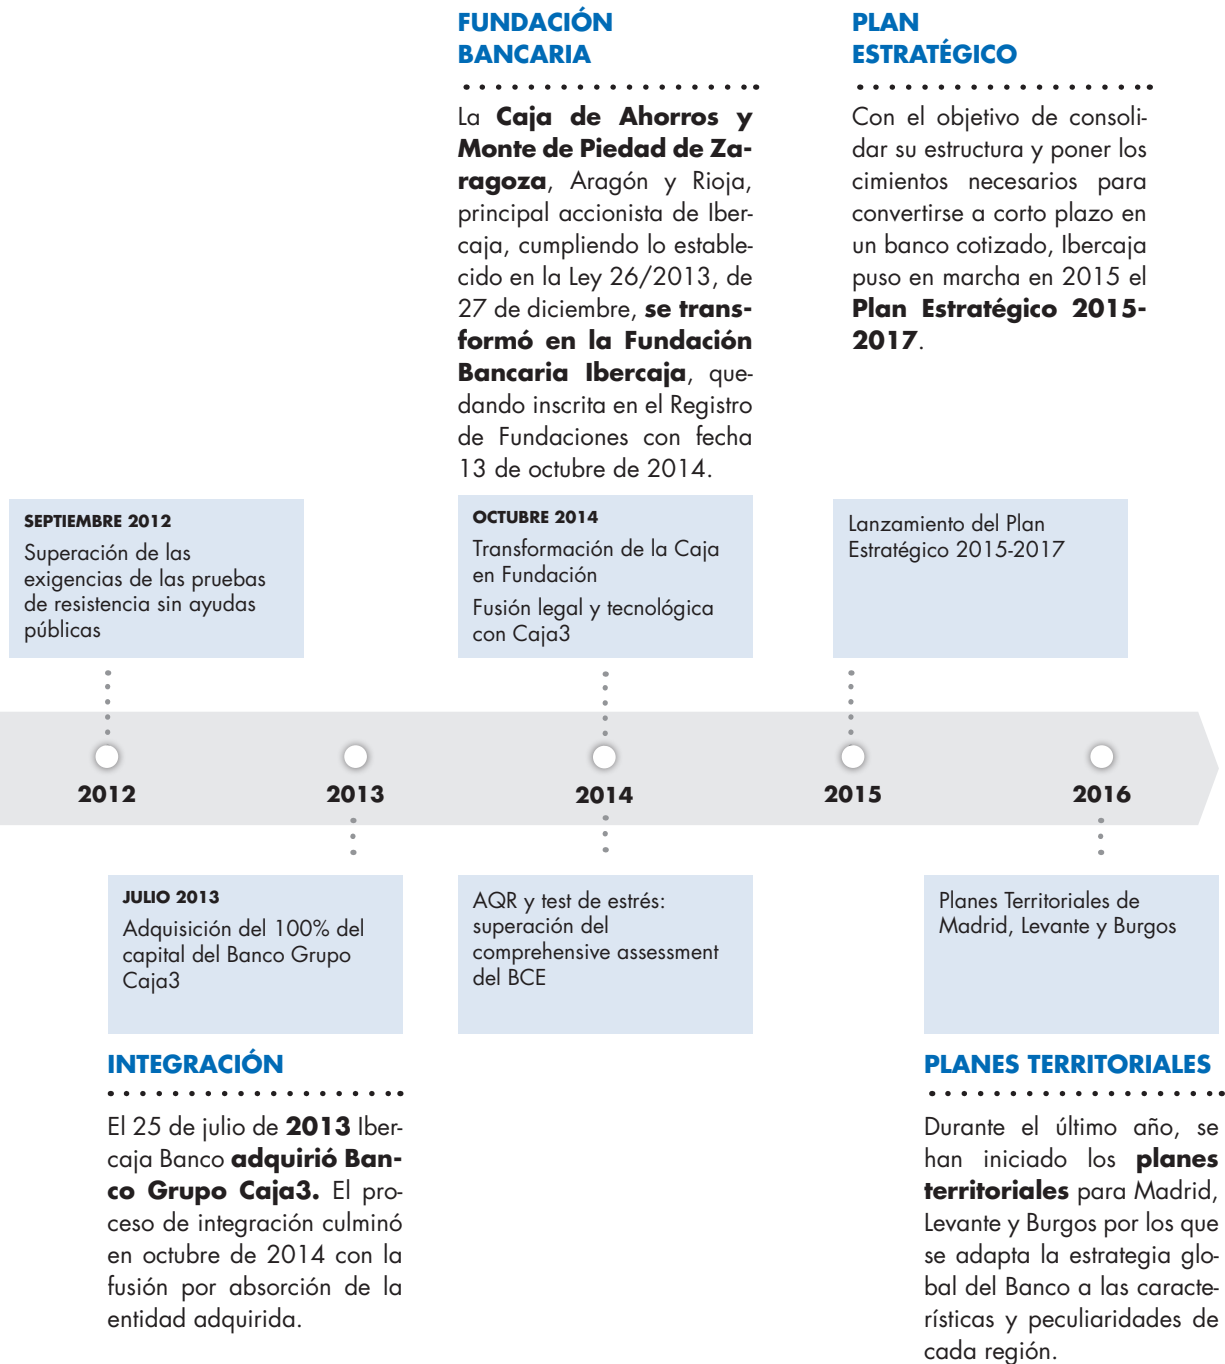 FUNDACIÓN
BANCARIA
La Caja de Ahorros y
Monte de Piedad de Za-
ragoza, Aragón y Rioja,
principal accionista de Iber-
caja, cumpliendo lo estable-
cido en la Ley 26/2013, de
27 de diciembre, se trans-
formó en la Fundación
Bancaria Ibercaja, que-
dando inscrita en el Registro
de Fundaciones con fecha
13 de octubre de 2014.
PLAN
ESTRATÉGICO
Con el objetivo de consoli-
dar su estructura y poner los
cimientos necesarios para
convertirse a corto plazo en
un banco cotizado, Ibercaja
puso en marcha en 2015 el
Plan Estratégico 2015-
2017.
SEPTIEMBRE 2012
Superación de las
exigencias de las pruebas
de resistencia sin ayudas
públicas
OCTUBRE 2014
Transformación de la Caja
en Fundación
Fusión legal y tecnológica
con Caja3
Lanzamiento del Plan
Estratégico 2015-2017
2012
2013
2014
2015
2016
JULIO 2013
Adquisición del 100% del
capital del Banco Grupo
Caja3
AQR y test de estrés:
superación del
comprehensive assessment
del BCE
Planes Territoriales de
Madrid, Levante y Burgos
INTEGRACIÓN
El 25 de julio de 2013 Iber-
caja Banco adquirió Ban-
co Grupo Caja3. El pro-
ceso de integración culminó
en octubre de 2014 con la
fusión por absorción de la
entidad adquirida.
PLANES TERRITORIALES
Durante el último año, se
han iniciado los planes
territoriales para Madrid,
Levante y Burgos por los que
se adapta la estrategia glo-
bal del Banco a las caracte-
rísticas y peculiaridades de
cada región.